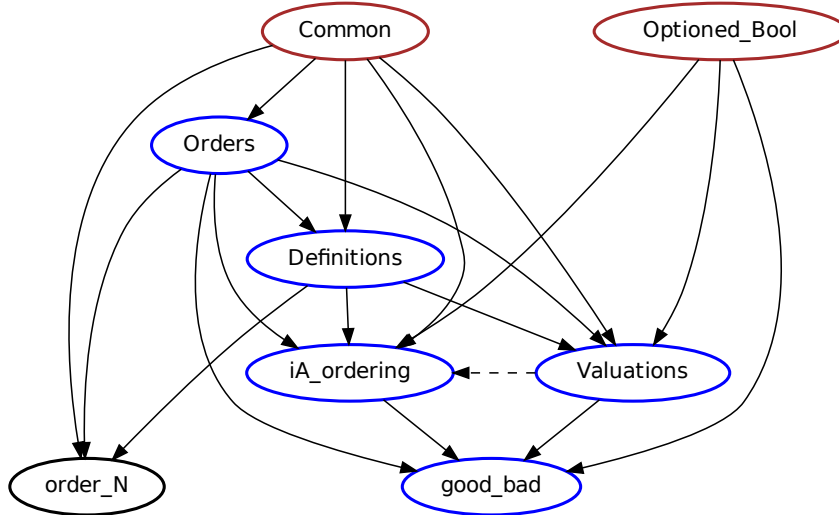 Common
Optioned_Bool
Orders
Definitions
iA_ordering
Valuations
order_N
good_bad